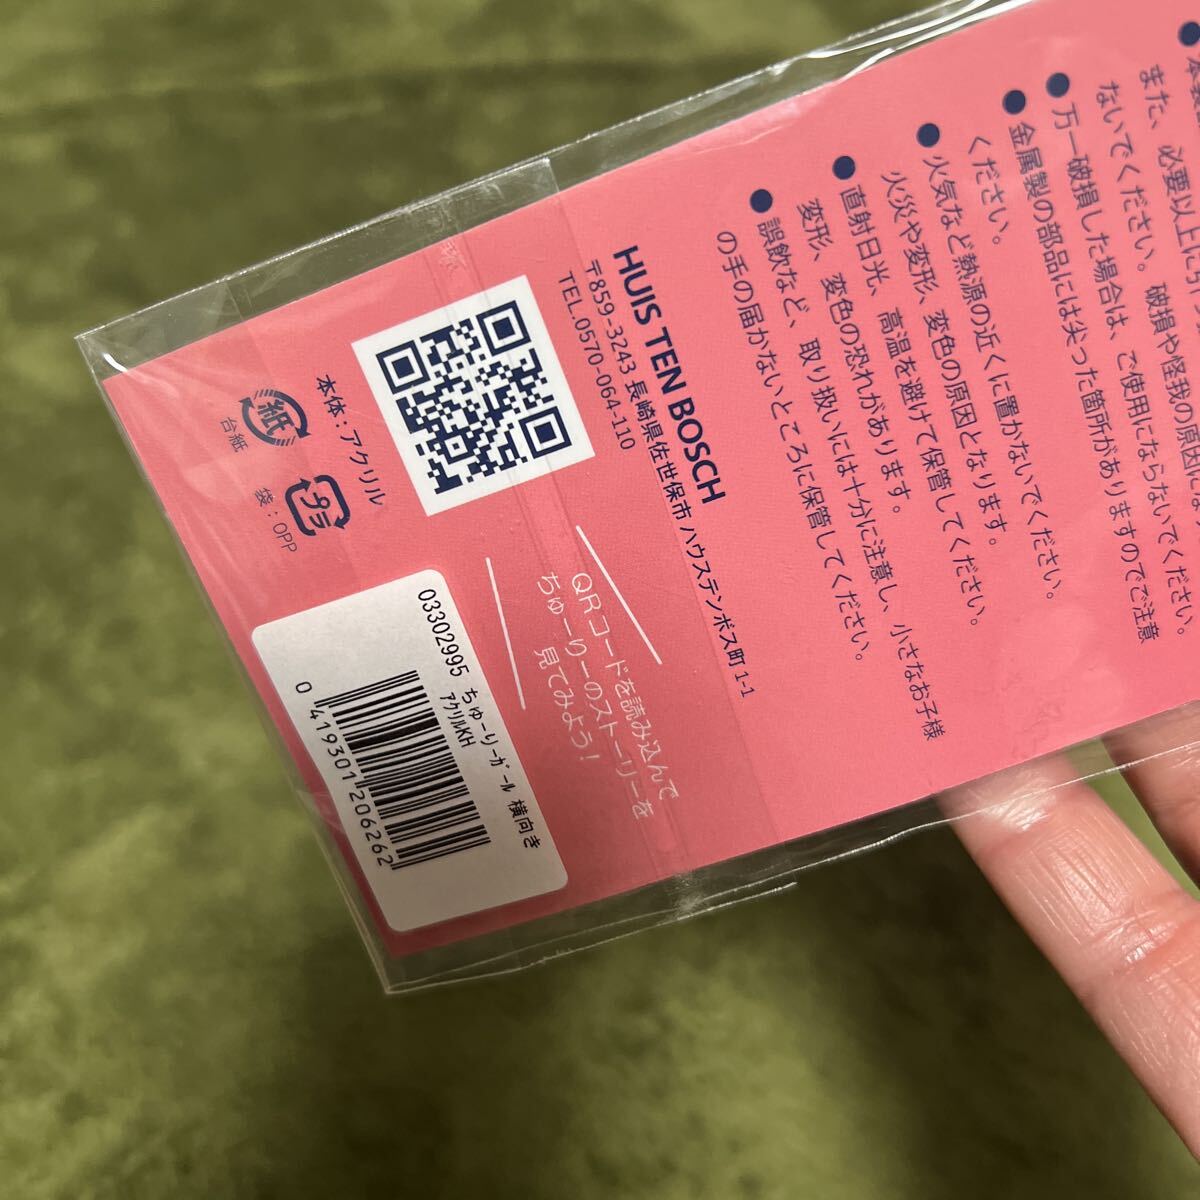 また、必要以上に引
ないでください。破損や怪我の原因によ
● 万一破損した場合は、ご使用にならないでください。
● 金属製の部品には尖った箇所がありますのでご注意
ください。
● 火気など熱源の近くに置かないでください。
火災や変形、変色の原因となります。
● 直射日光、高温を避けて保管してください。
変形、変色の恐れがあります。
● 誤飲など、取り扱いには十分に注意し、小さなお子様
の手の届かないところに保管してください。
HUIS TEN BOSCH
〒859-3243 長崎県佐世保市 ハウステンボス町 1-1
TEL.0570-064-110
QRコードを読み込んで
ちゅーりーのストーリーを
見てみよう!
本体：アクリル
紙
台紙
プラ
袋：OPP
03302995 ちゅーりーｶﾞｰﾙ 横向き
ｱｸﾘﾙKH
0 419301 206262